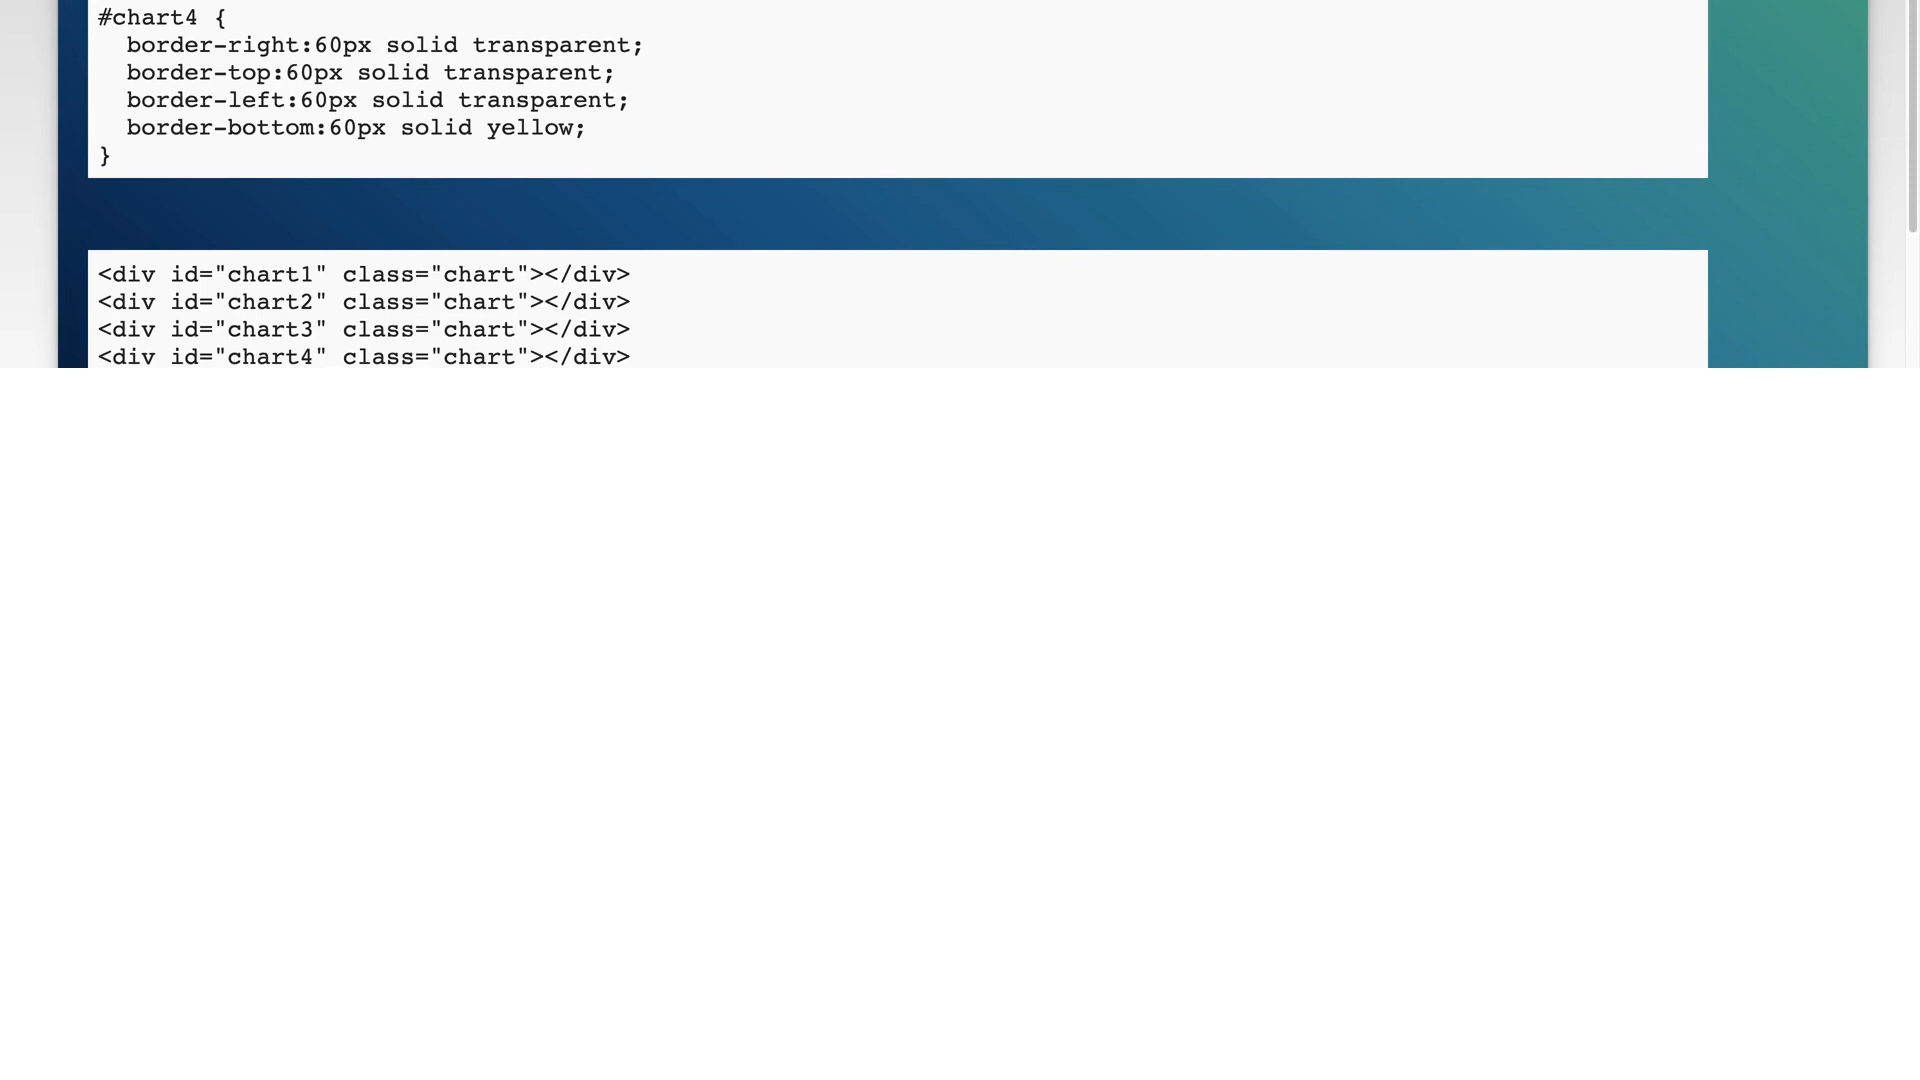 #chart4 {
  border-right:60px solid transparent;
  border-top:60px solid transparent;
  border-left:60px solid transparent;
  border-bottom:60px solid yellow;
}
<div id="chart1" class="chart"></div>
<div id="chart2" class="chart"></div>
<div id="chart3" class="chart"></div>
<div id="chart4" class="chart"></div>